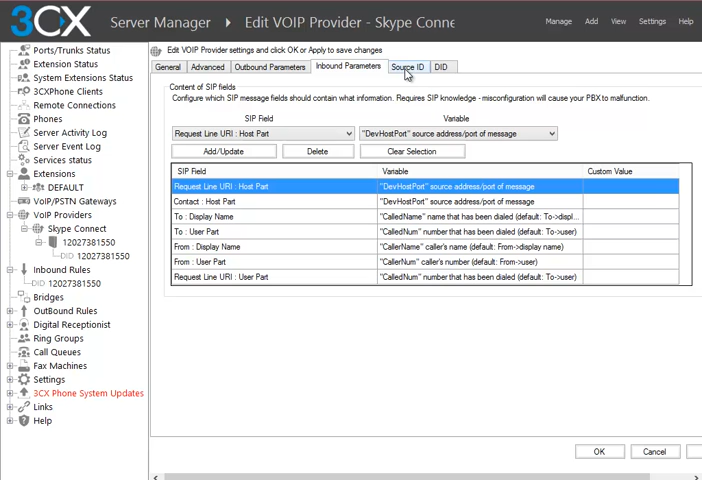 3CX Server Manager Edit VOIP Provider - Skype Conne Manage Add View Settings Help
Ports/Trunks Status
Extension Status
System Extensions Status
3CXPhone Clients
Remote Connections
Phones
Server Activity Log
Server Event Log
Services status
Extensions
DEFAULT
VoIP/PSTN Gateways
VoIP Providers
Skype Connect
12027381550
DID 12027381550
Inbound Rules
DID 12027381550
Bridges
OutBound Rules
Digital Receptionist
Ring Groups
Call Queues
Fax Machines
Settings
3CX Phone System Updates
Links
Help
Edit VOIP Provider settings and click OK or Apply to save changes
General Advanced Outbound Parameters Inbound Parameters Source ID DID
Content of SIP fields
Configure which SIP message fields should contain what information. Requires SIP knowledge - misconfiguration will cause your PBX to malfunction.
SIP Field Variable
Request Line URI : Host Part "DevHostPort" source address/port of message
Add/Update Delete Clear Selection
SIP Field Variable Custom Value
Request Line URI : Host Part "DevHostPort" source address/port of message
Contact : Host Part "DevHostPort" source address/port of message
To : Display Name "CalledName" name that has been dialed (default: To->displ...
To : User Part "CalledNum" number that has been dialed (default: To->user)
From : Display Name "CallerName" caller's name (default: From->display name)
From : User Part "CallerNum" caller's number (default: From->user)
Request Line URI : User Part "CalledNum" number that has been dialed (default: To->user)
OK Cancel